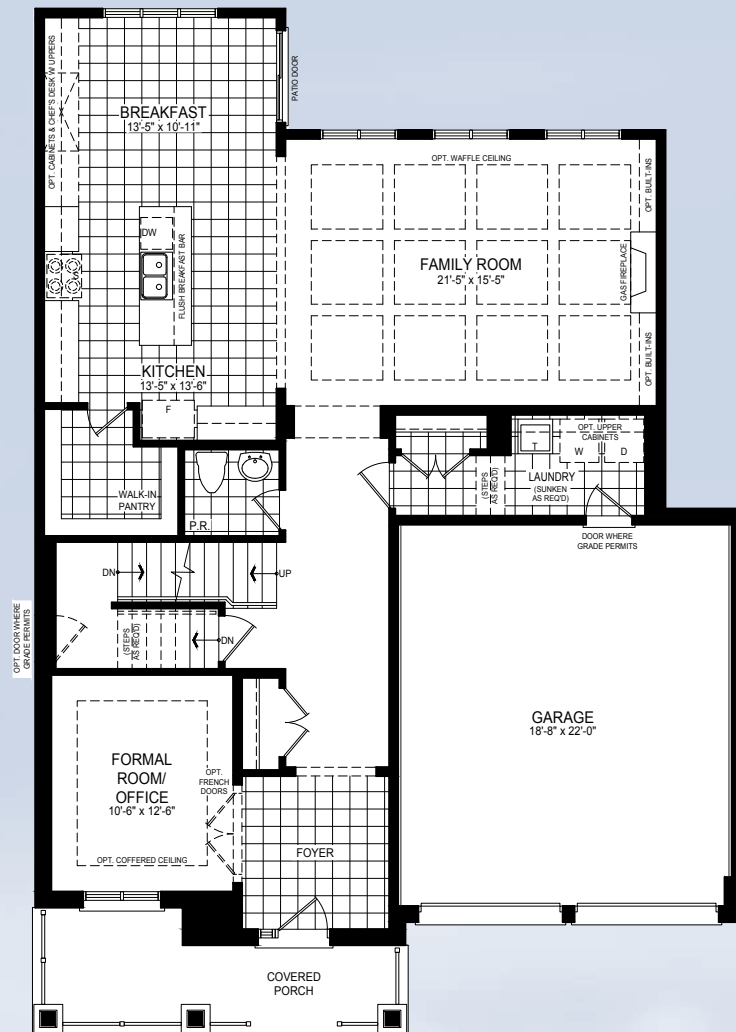 OPT. CABINETS & CHEF'S DESK W/ UPPERS
BREAKFAST
13'-5" x 10'-11"
PATIO DOOR
OPT. WAFFLE CEILING
OPT. BUILT-INS
DW
FLUSH BREAKFAST BAR
FAMILY ROOM
21'-5" x 15'-5"
GAS FIREPLACE
OPT. BUILT-INS
KITCHEN
13'-5" x 13'-6"
F
OPT. UPPER
CABINETS
T
W
D
LAUNDRY
(SUNKEN
AS REQ'D)
(STEPS
AS REQ'D)
WALK-IN
PANTRY
P.R.
DOOR WHERE
GRADE PERMITS
DN
UP
OPT. DOOR WHERE
GRADE PERMITS
(STEPS
AS REQ'D)
DN
GARAGE
18'-8" x 22'-0"
FORMAL
ROOM/
OFFICE
10'-6" x 12'-6"
OPT.
FRENCH
DOORS
OPT. COFFERED CEILING
FOYER
COVERED
PORCH